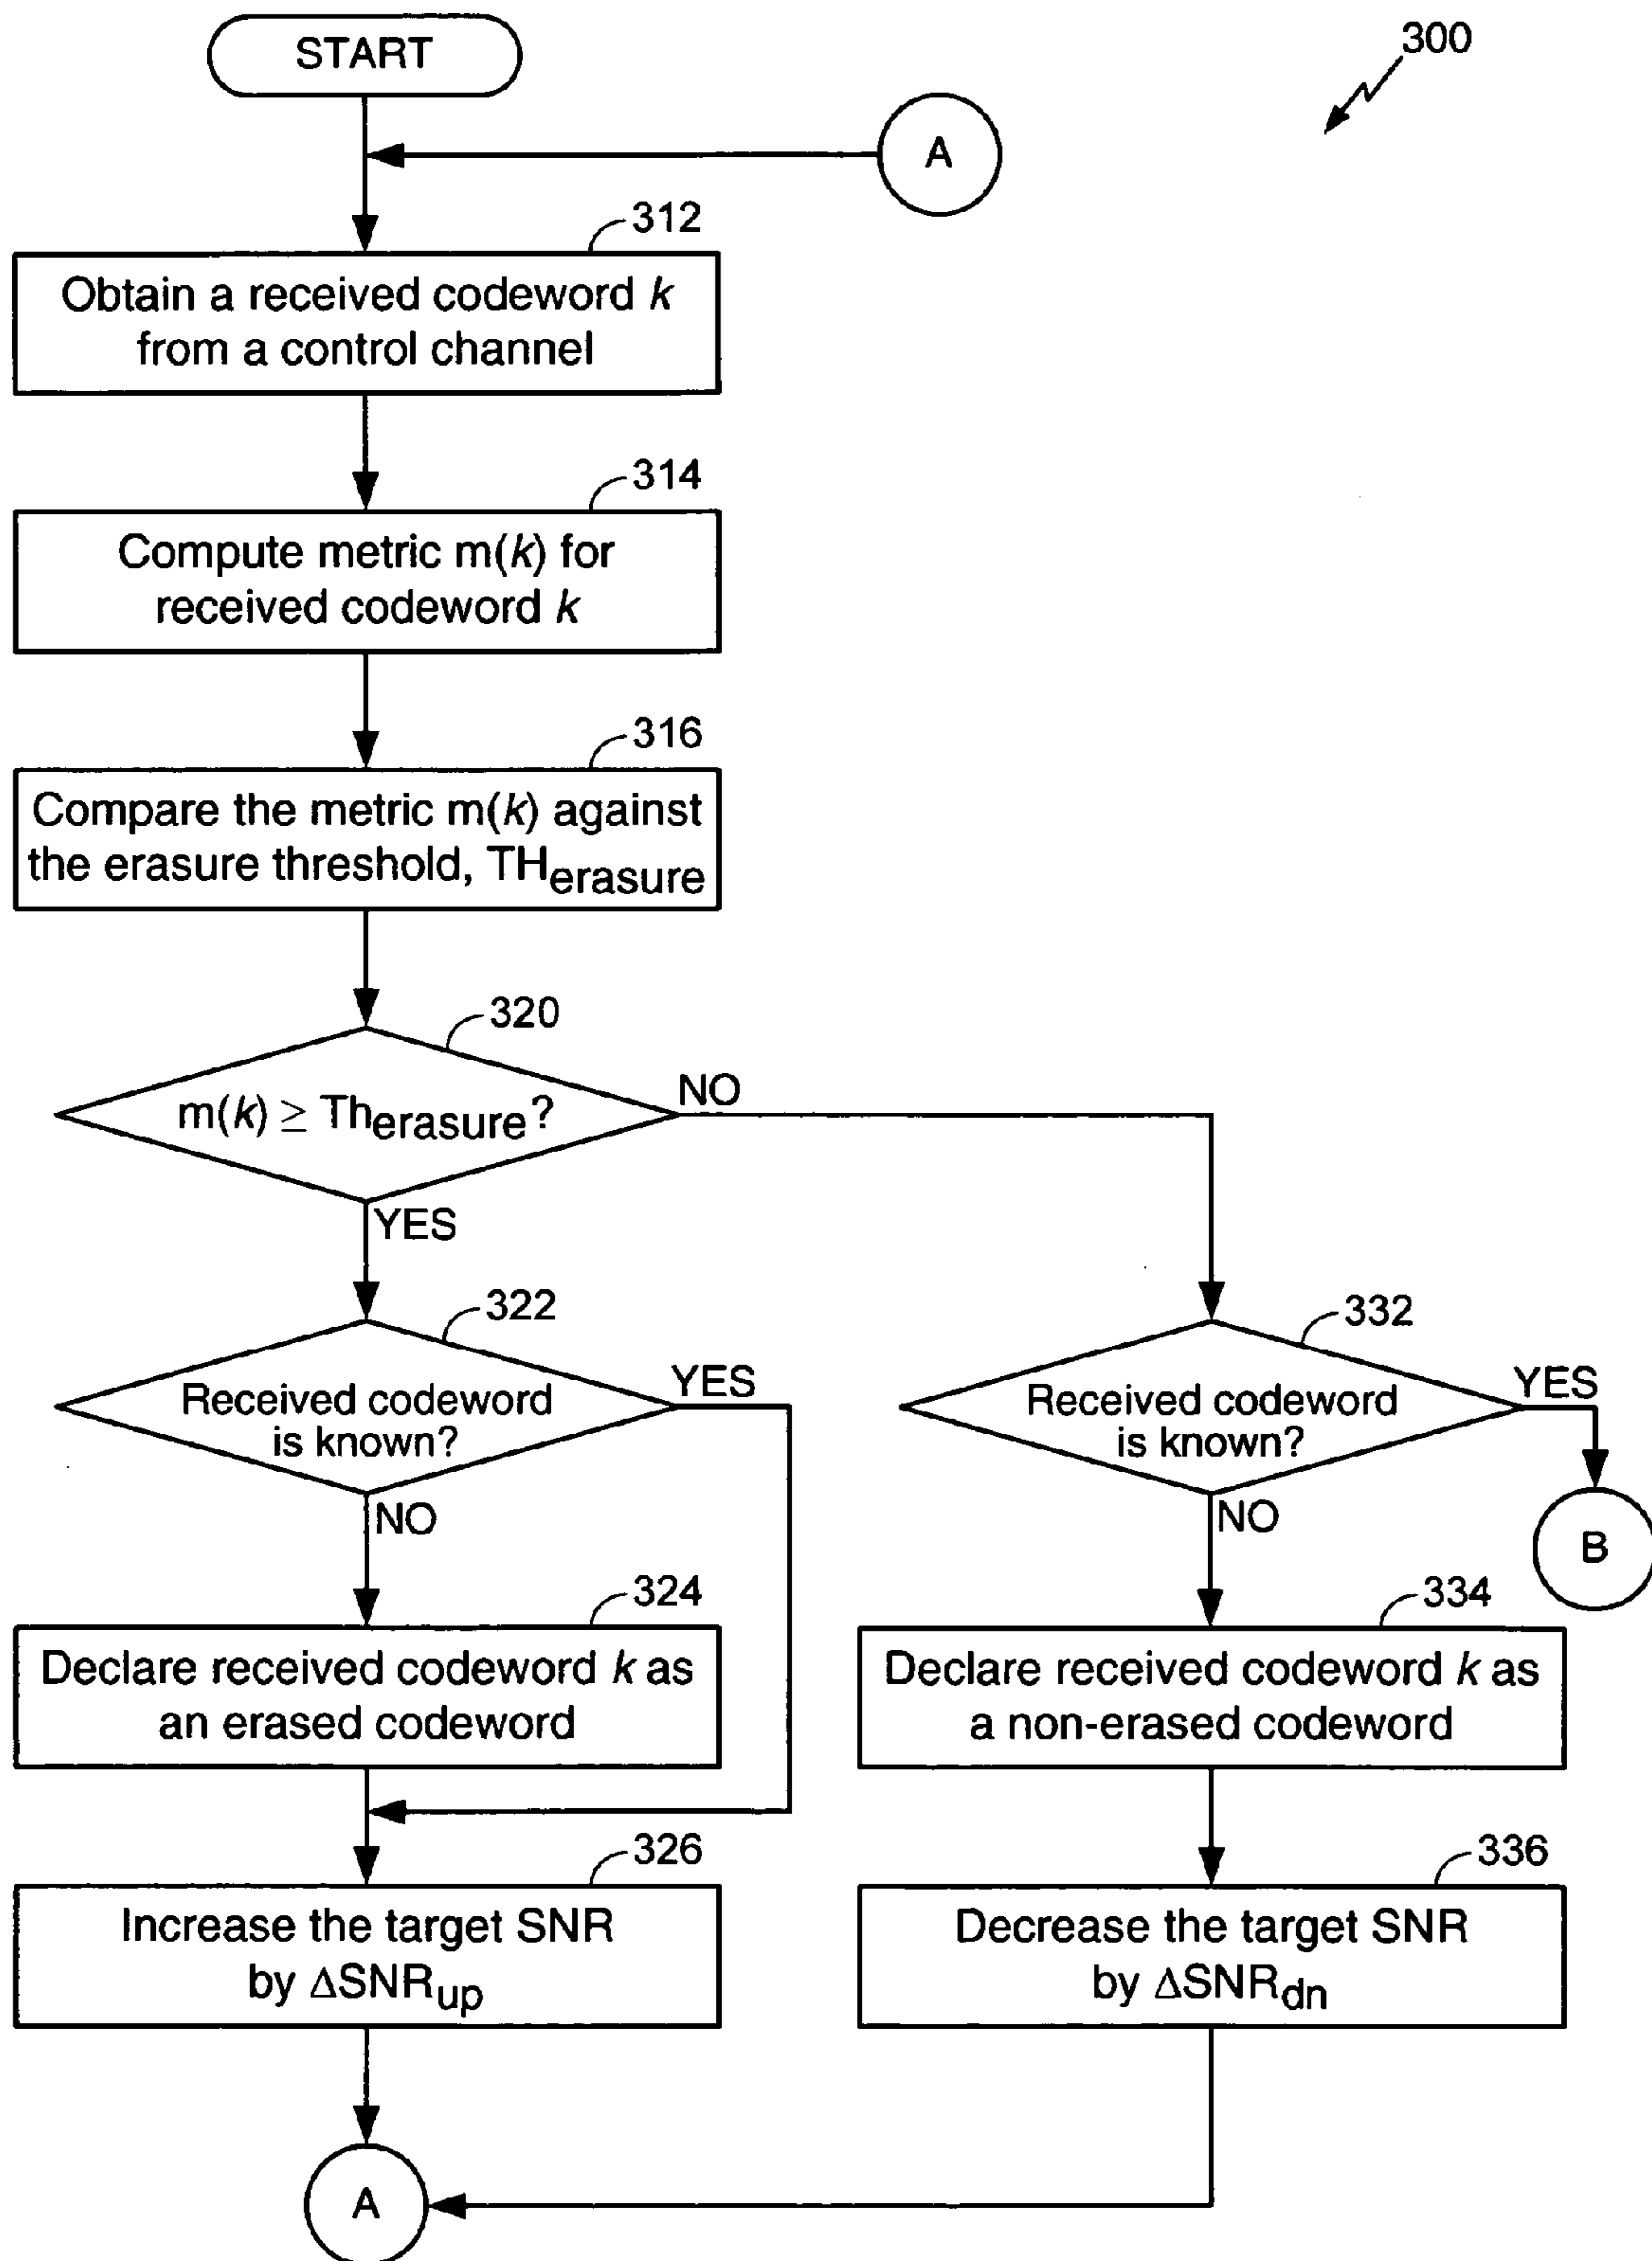 START
300
A
312
Obtain a received codeword k
from a control channel
314
Compute metric m(k) for
received codeword k
316
Compare the metric m(k) against
the erasure threshold, THerasure
320
m(k) ≥ Therasure?
NO
YES
322
Received codeword
is known?
YES
NO
332
Received codeword
is known?
YES
NO
B
324
Declare received codeword k as
an erased codeword
334
Declare received codeword k as
a non-erased codeword
326
Increase the target SNR
by ΔSNRup
336
Decrease the target SNR
by ΔSNRdn
A